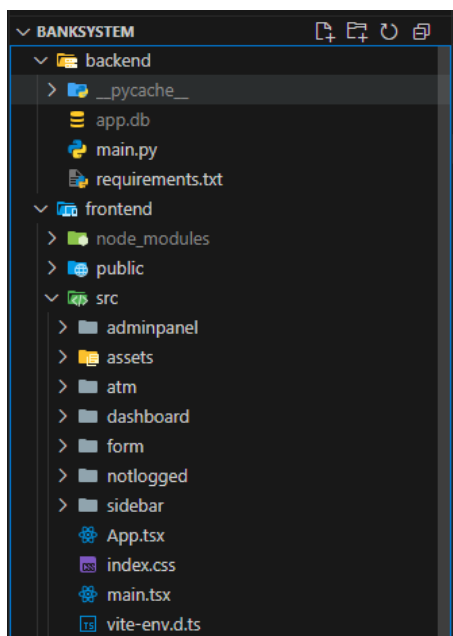 BANKSYSTEM
backend
__pycache__
app.db
main.py
requirements.txt
frontend
node_modules
public
src
adminpanel
assets
atm
dashboard
form
notlogged
sidebar
App.tsx
index.css
main.tsx
TS vite-env.d.ts